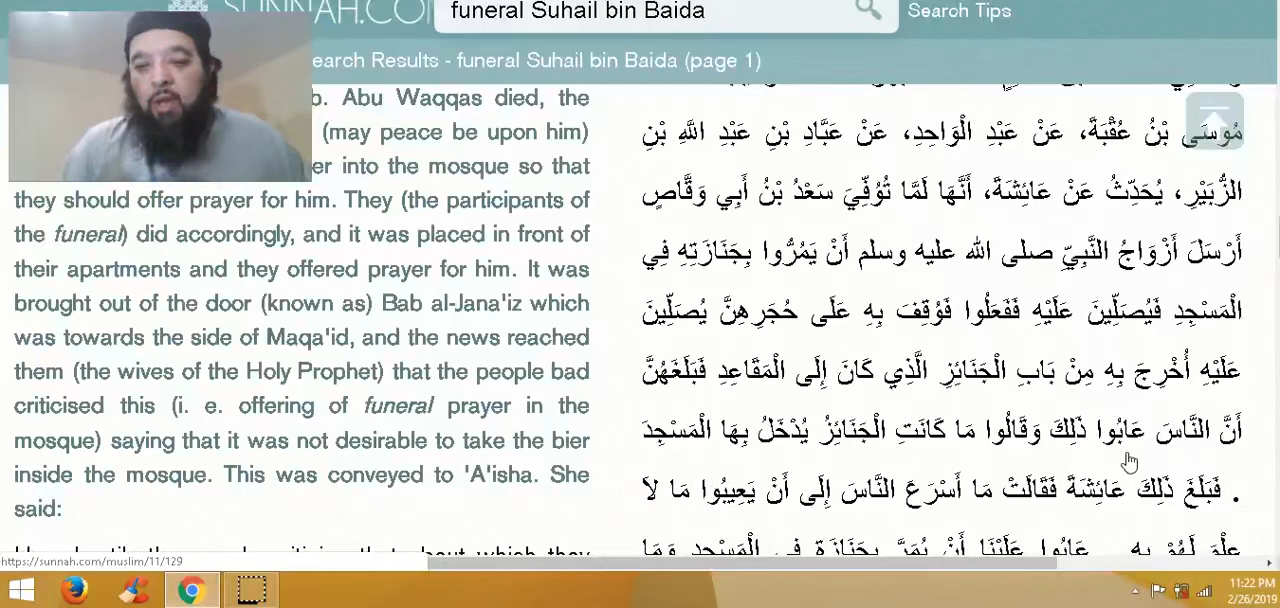 SUNNAH.CO
funeral Suhail bin Baida
Search Tips
earch Results - funeral Suhail bin Baida (page 1)
b. Abu Waqqas died, the
(may peace be upon him)
er into the mosque so that
they should offer prayer for him. They (the participants of
the funeral) did accordingly, and it was placed in front of
their apartments and they offered prayer for him. It was
brought out of the door (known as) Bab al-Jana'iz which
was towards the side of Maqa'id, and the news reached
them (the wives of the Holy Prophet) that the people bad
criticised this (i. e. offering of funeral prayer in the
mosque) saying that it was not desirable to take the bier
inside the mosque. This was conveyed to 'A'isha. She
said:
مُوسَى بْنُ عُقْبَةَ، عَنْ عَبْدِ الْوَاحِدِ، عَنْ عَبَّادِ بْنِ عَبْدِ اللَّهِ بْنِ
الزُّبَيْرِ، يُحَدِّثُ عَنْ عَائِشَةَ، أَنَّهَا لَمَّا تُوُفِّيَ سَعْدُ بْنُ أَبِي وَقَّاصٍ
أَرْسَلَ أَزْوَاجُ النَّبِيِّ صلى الله عليه وسلم أَنْ يَمُرُّوا بِجَنَازَتِهِ فِي
الْمَسْجِدِ فَيُصَلِّينَ عَلَيْهِ فَفَعَلُوا فَوُقِفَ بِهِ عَلَى حُجَرِهِنَّ يُصَلِّينَ
عَلَيْهِ أُخْرِجَ بِهِ مِنْ بَابِ الْجَنَائِزِ الَّذِي كَانَ إِلَى الْمَقَاعِدِ فَبَلَغَهُنَّ
أَنَّ النَّاسَ عَابُوا ذَلِكَ وَقَالُوا مَا كَانَتِ الْجَنَائِزُ يُدْخَلُ بِهَا الْمَسْجِدَ
. فَبَلَغَ ذَلِكَ عَائِشَةَ فَقَالَتْ مَا أَسْرَعَ النَّاسَ إِلَى أَنْ يَعِيبُوا مَا لاَ
عِلْمَ لَهُمْ بِهِ . عَابُوا عَلَيْنَا أَنْ يُمَرَّ بِجَنَازَةٍ فِي الْمَسْجِدِ وَمَا
https://sunnah.com/muslim/11/129
11:22 PM
2/26/2019